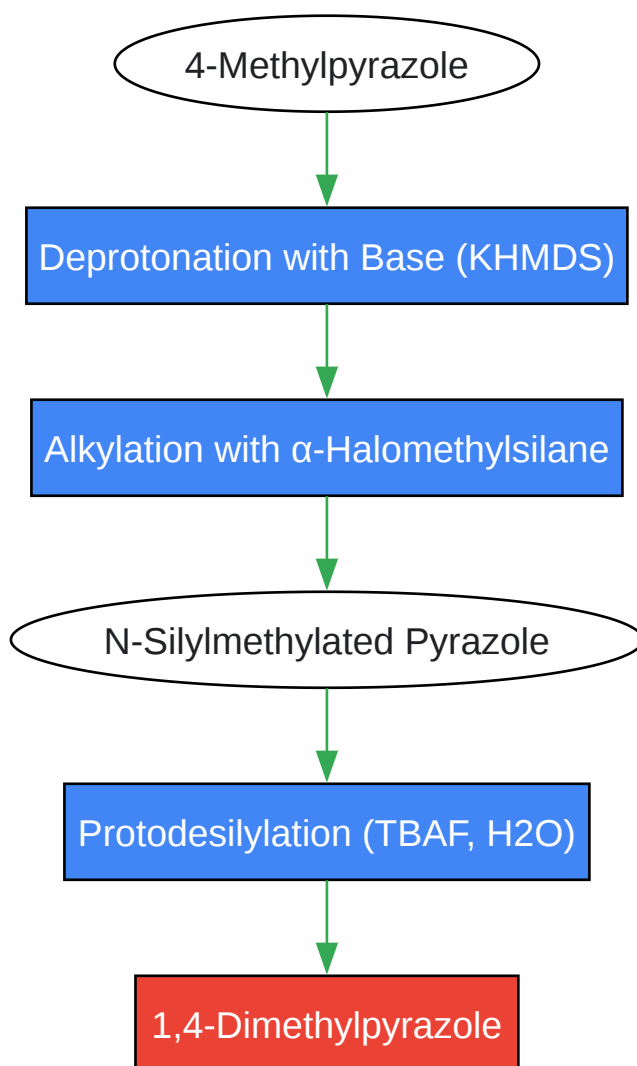 4-Methylpyrazole
Deprotonation with Base (KHMDS)
Alkylation with α-Halomethylsilane
N-Silylmethylated Pyrazole
Protodesilylation (TBAF, H2O)
1,4-Dimethylpyrazole